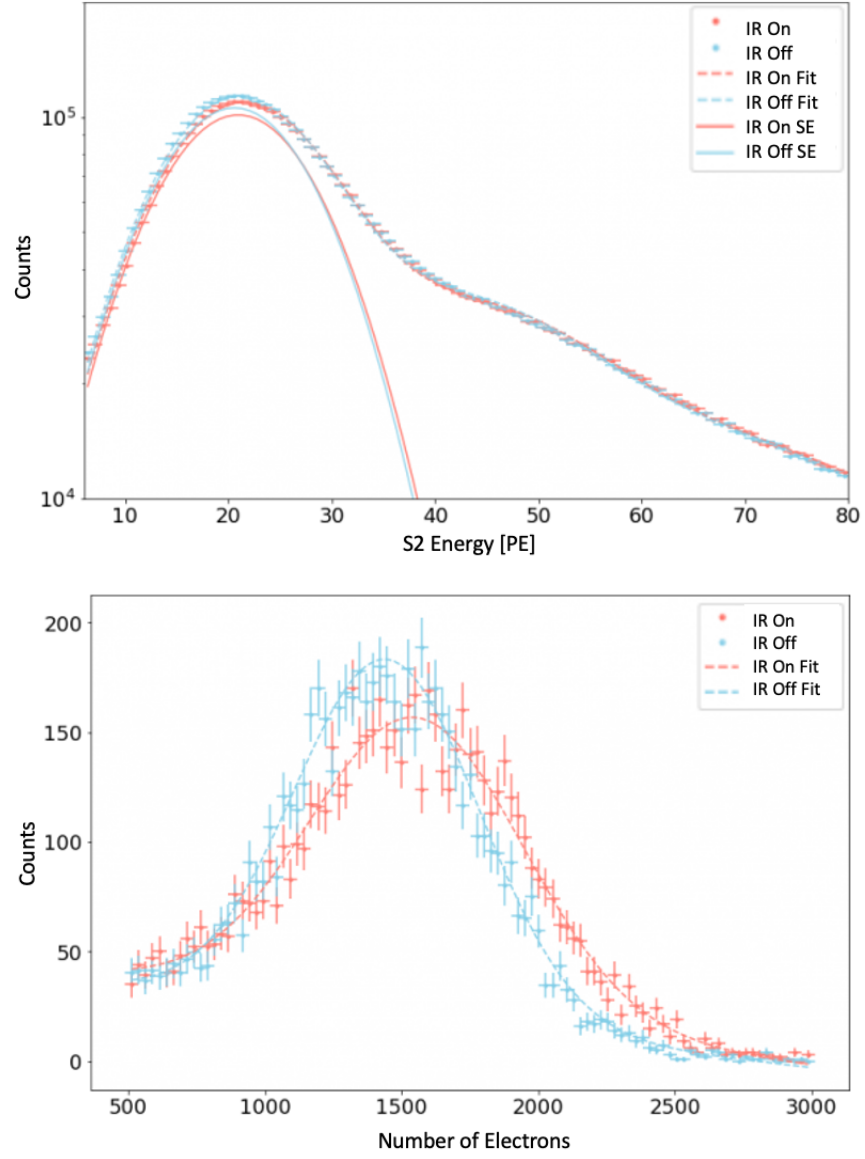 IR On
IR Off
IR On Fit
IR Off Fit
IR On SE
IR Off SE
10^5
10^4
Counts
10 20 30 40 50 60 70 80
S2 Energy [PE]
IR On
IR Off
IR On Fit
IR Off Fit
200
150
100
50
0
Counts
500 1000 1500 2000 2500 3000
Number of Electrons